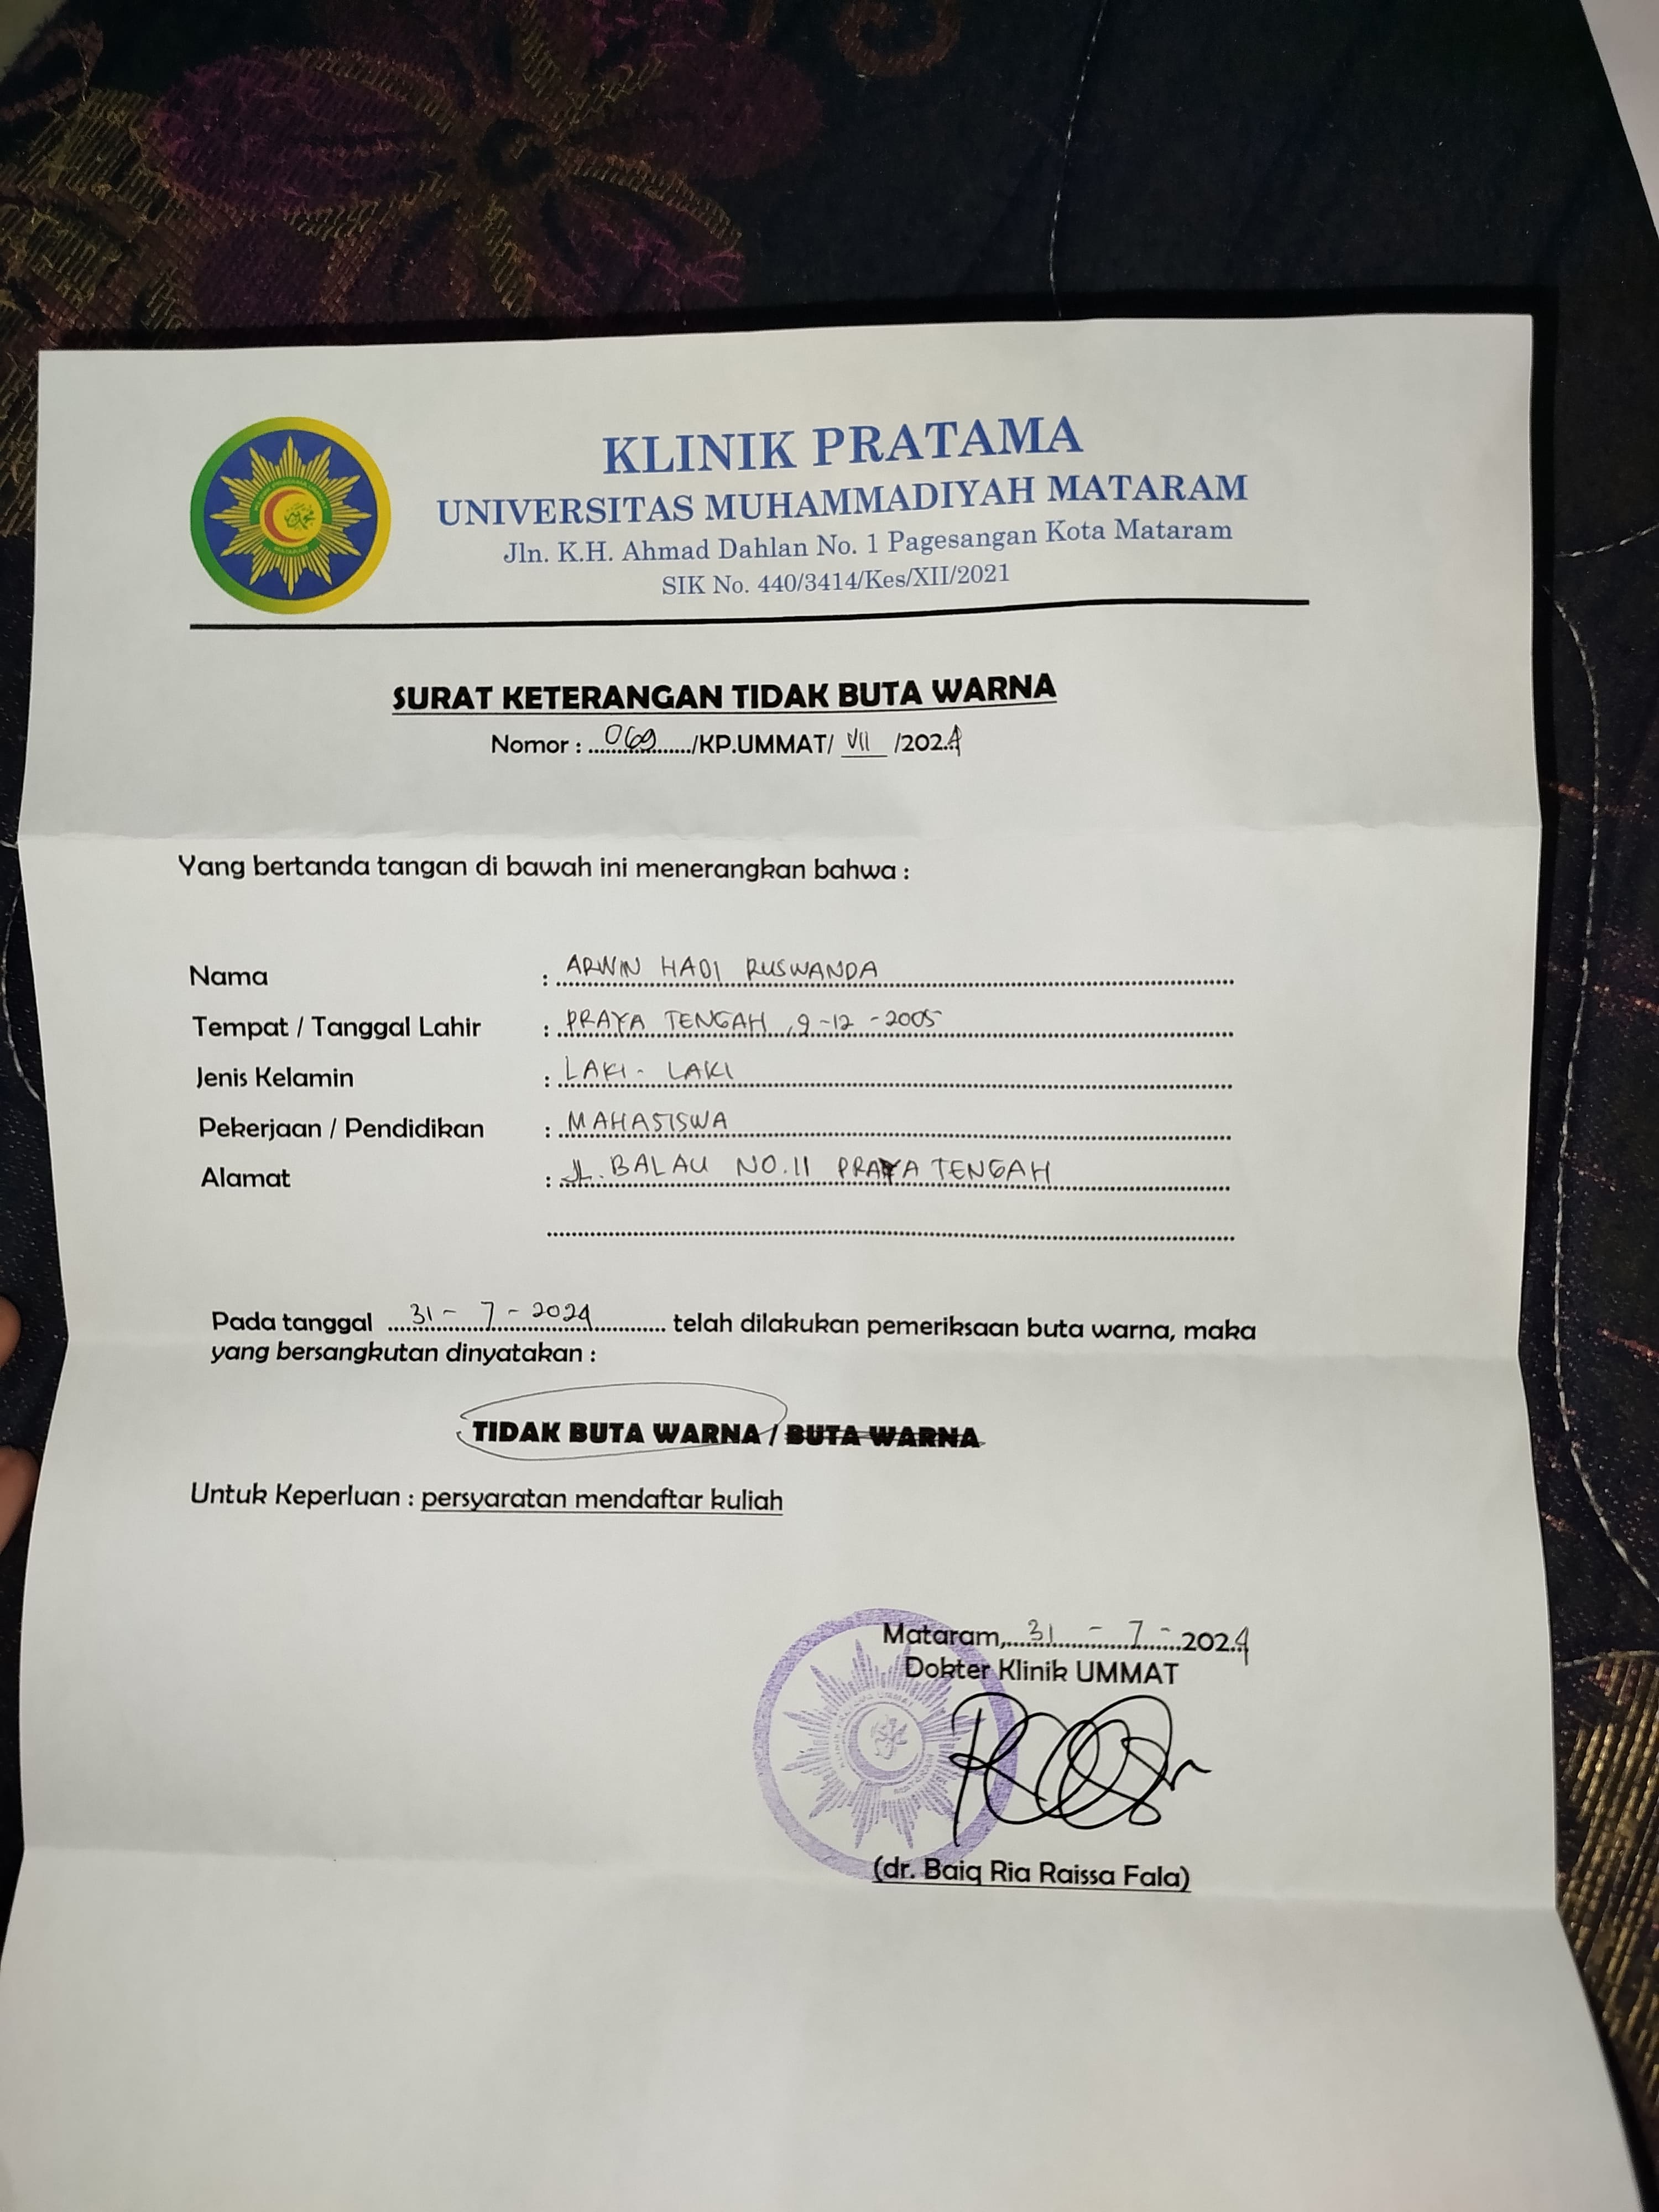 KLINIK PRATAMA
UNIVERSITAS MUHAMMADIYAH MATARAM
Jln. K.H. Ahmad Dahlan No. 1 Pagesangan Kota Mataram
SIK No. 440/3414/Kes/XII/2021
SURAT KETERANGAN TIDAK BUTA WARNA
Nomor : 069/KP.UMMAT/ VII /2024
Yang bertanda tangan di bawah ini menerangkan bahwa :
Nama : ARWIN HADI RUSWANDA
Tempat / Tanggal Lahir : PRAYA TENGAH, 9-12-2005
Jenis Kelamin : LAKI - LAKI
Pekerjaan / Pendidikan : MAHASISWA
Alamat : JL. BALAU NO.11 PRAYA TENGAH
Pada tanggal 31 - 7 - 2024 telah dilakukan pemeriksaan buta warna, maka
yang bersangkutan dinyatakan :
TIDAK BUTA WARNA / BUTA WARNA
Untuk Keperluan : persyaratan mendaftar kuliah
Mataram, 31 - 7 - 2024
Dokter Klinik UMMAT
(dr. Baiq Ria Raissa Fala)